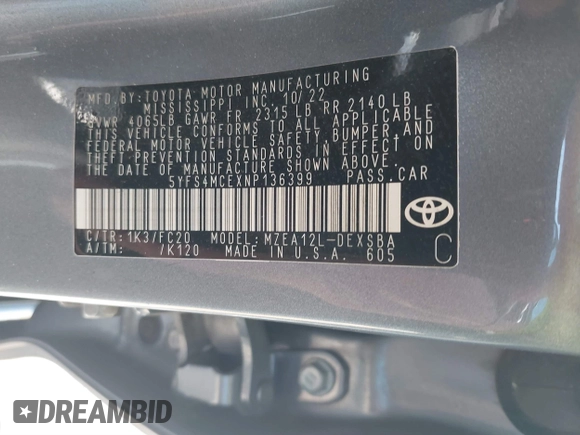 MFD. BY: TOYOTA MOTOR MANUFACTURING
MISSISSIPPI INC. 10/22
GVWR 4065LB GAWR FR 2315 LB RR 2140 LB
THIS VEHICLE CONFORMS TO ALL APPLICABLE
FEDERAL MOTOR VEHICLE SAFETY, BUMPER, AND
THEFT PREVENTION STANDARDS IN EFFECT ON
THE DATE OF MANUFACTURE SHOWN ABOVE.
5YFS4MCEXNP136399 PASS.CAR
C/TR: 1K3/FC20 MODEL: MZEA12L-DEXSBA
A/TM: /K120 MADE IN U.S.A. 605
C
DREAMBID